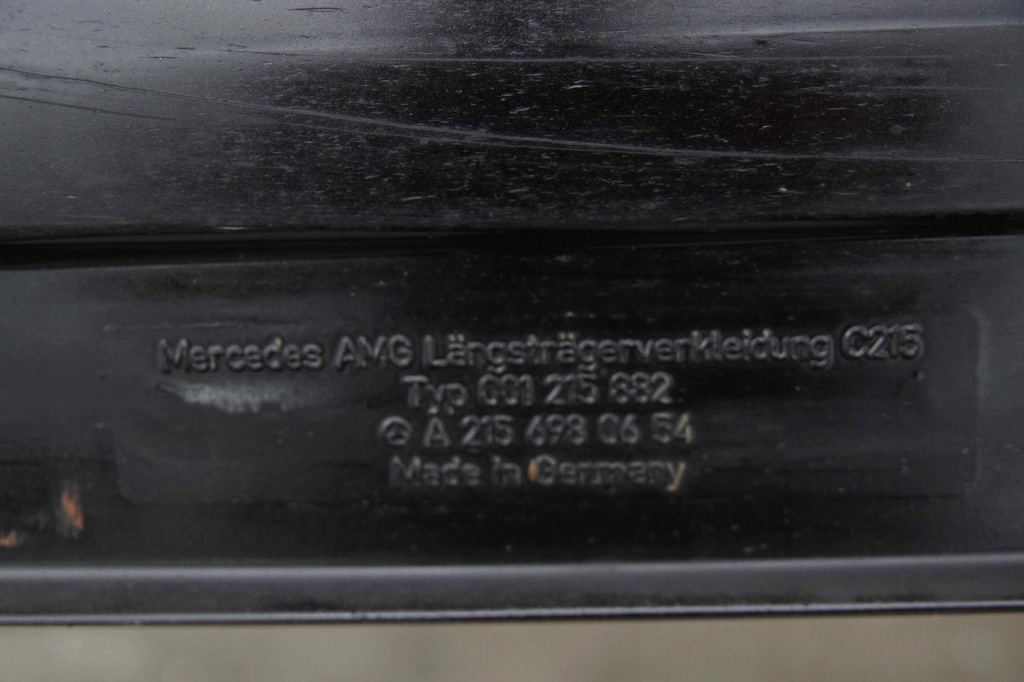 Mercedes AMG Längsträgerverkleidung C215
Typ 001 215 882
A 215 698 06 54
Made in Germany